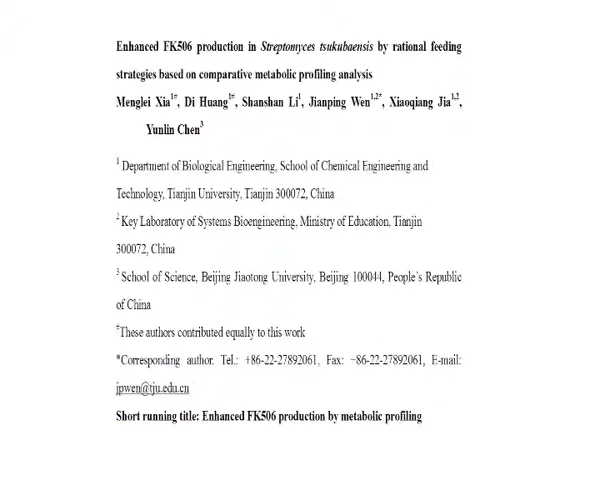 Enhanced FK506 production in Streptomyces tsukubaensis by rational feeding
strategies based on comparative metabolic profiling analysis
Menglei Xia1#, Di Huang1#, Shanshan Li1, Jianping Wen1,2*, Xiaoqiang Jia1,2,
Yunlin Chen3
1 Department of Biological Engineering, School of Chemical Engineering and
Technology, Tianjin University, Tianjin 300072, China
2 Key Laboratory of Systems Bioengineering, Ministry of Education, Tianjin
300072, China
3 School of Science, Beijing Jiaotong University, Beijing 100044, People's Republic
of China
#These authors contributed equally to this work
*Corresponding author. Tel.: +86-22-27892061, Fax: +86-22-27892061, E-mail:
jpwen@tju.edu.cn
Short running title: Enhanced FK506 production by metabolic profiling